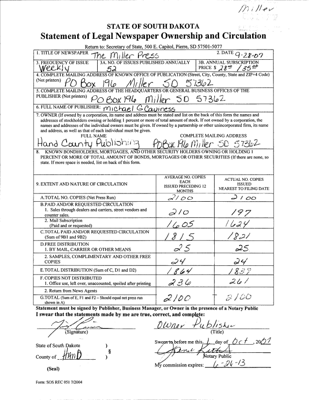 Miller
STATE OF SOUTH DAKOTA
Statement of Legal Newspaper Ownership and Circulation
Return to: Secretary of State, 500 E. Capitol, Pierre, SD 57501-5077
1. TITLE OF NEWSPAPER The Miller Press 2. DATE 9-28-07
3. FREQUENCY OF ISSUE Weekly 3A. NO. OF ISSUES PUBLISHED ANNUALLY 52 3B. ANNUAL SUBSCRIPTION PRICE $
4. COMPLETE MAILING ADDRESS OF KNOWN OFFICE OF PUBLICATION (Street, City, County, State and ZIP+4 Code)
(Not Printers) PO Box 196 Miller SD 57362
5. COMPLETE MAILING ADDRESS OF THE HEADQUARTERS OR GENERAL BUSINESS OFFICES OF THE
PUBLISHER (Not Printers) PO Box 196 Miller SD 57362
6. FULL NAME OF PUBLISHER: Michael G Caviness
7. OWNER (If owned by a corporation, its name and address must be stated and list on the back of this form the names and
address of stockholders owning or holding 1 percent or more of total amount of stock. If not owned by a corporation, the
names and addresses of the individual owners must be given. If owned by a partnership or other unincorporated firm, its name
and address, as well as that of each individual must be given.
FULL NAME COMPLETE MAILING ADDRESS
Hand County Publishing PO Box 196 Miller SD 57362
8. KNOWN BONDHOLDERS, MORTGAGES, AND OTHER SECURITY HOLDERS OWNING OR HOLDING 1
PERCENT OR MORE OF TOTAL AMOUNT OF BONDS, MORTGAGES OR OTHER SECURITIES (If there are none, so
state. If more space is needed, list on back of this form.
9. EXTENT AND NATURE OF CIRCULATION
AVERAGE NO. COPIES
EACH
ISSUED PRECEDING 12
MONTHS
ACTUAL NO. COPIES
ISSUED
NEAREST TO FILING DATE
A. TOTAL NO. COPIES (Net Press Run) 2100 2100
B. PAID AND/OR REQUESTED CIRCULATION
1. Sales through dealers and carriers, street vendors and
counter sales 210 197
2. Mail Subscription
(Paid and or requested) 1605 1624
C. TOTAL PAID AND/OR REQUESTED CIRCULATION
(Sum of 9B1 and 9B2) 1815 1821
D. FREE DISTRIBUTION
1. BY MAIL, CARRIER OR OTHER MEANS 25 25
2. SAMPLES, COMPLIMENTARY AND OTHER FREE
COPIES 24 24
E. TOTAL DISTRIBUTION (Sum of C, D1 and D2) 1864
F. COPIES NOT DISTRIBUTED
1. Office use, left over, unaccounted, spoiled after printing 236 261
2. Return from News Agents
G. TOTAL (Sum of E, F1 and F2 - Should equal net press run
shown in A) 2100 2100
Statement must be signed by Publisher, Business Manager, or Owner in the presence of a Notary Public
I swear that the statements made by me are true, correct, and complete:
Owner Publisher
(Signature) (Title)
State of South Dakota )
§
County of HAND )
Sworn to before me this 1 day of Oct 2007
Notary Public
(Seal)
My commission expires: 6-26-13
Form: SOS REC 051 7/2004